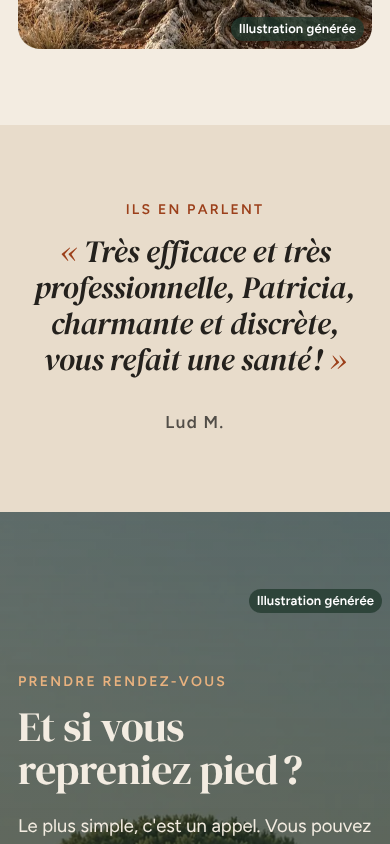 Illustration générée
ILS EN PARLENT
« Très efficace et très
professionnelle, Patricia,
charmante et discrète,
vous refait une santé ! »
Lud M.
Illustration générée
PRENDRE RENDEZ-VOUS
Et si vous
repreniez pied ?
Le plus simple, c'est un appel. Vous pouvez